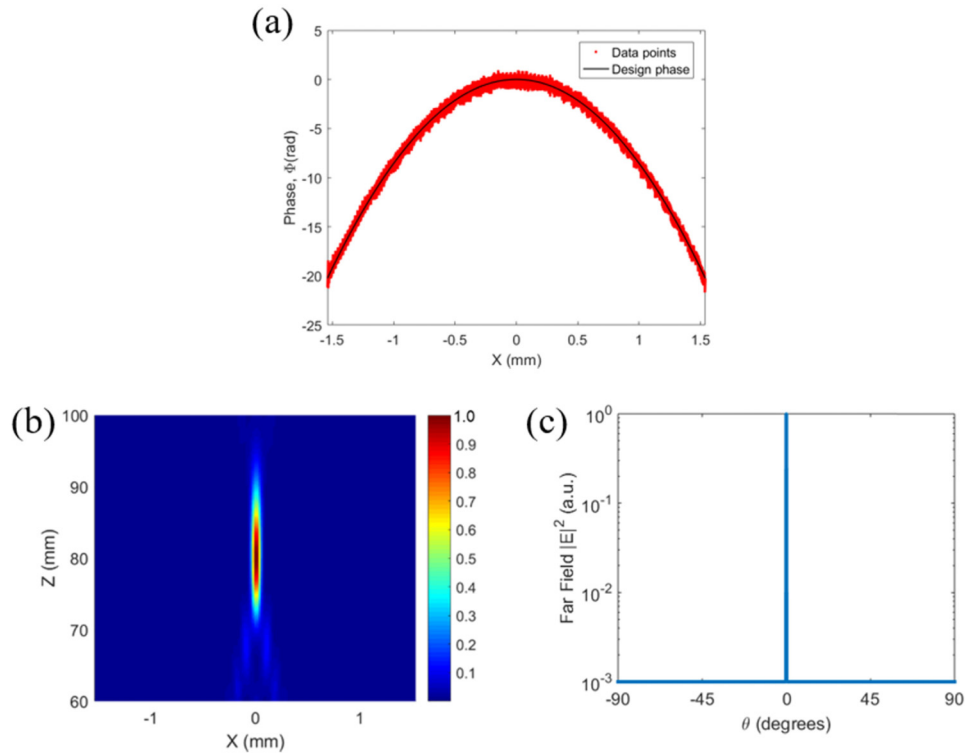 (a)
5
0
-5
-10
-15
-20
-25
Phase, Φ(rad)
Data points
Design phase
-1.5 -1 -0.5 0 0.5 1 1.5
X (mm)
(b)
100
90
80
70
60
Z (mm)
-1 0 1
X (mm)
1.0
0.9
0.8
0.7
0.6
0.5
0.4
0.3
0.2
0.1
(c)
10^0
10^-1
10^-2
10^-3
Far Field |E|^2 (a.u.)
-90 -45 0 45 90
θ (degrees)